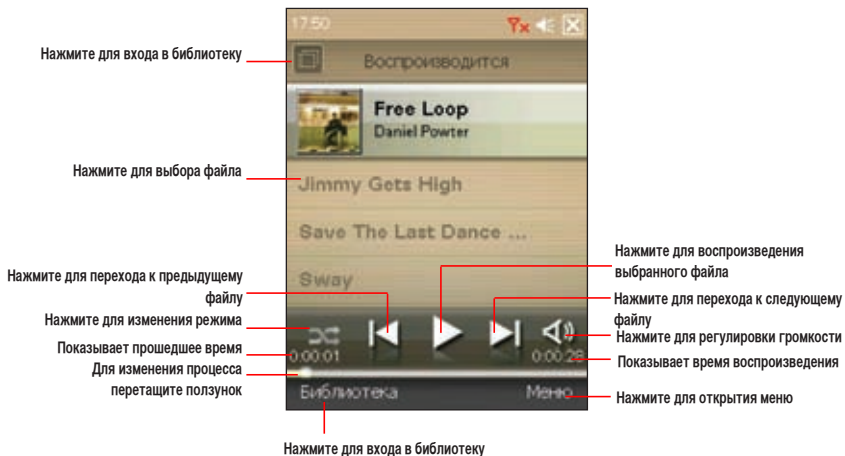 17:50
Нажмите для входа в библиотеку
Воспроизводится
Free Loop
Daniel Powter
Нажмите для выбора файла
Jimmy Gets High
Save The Last Dance ...
Sway
Нажмите для воспроизведения
выбранного файла
Нажмите для перехода к предыдущему
файлу
Нажмите для перехода к следующему
файлу
Нажмите для изменения режима
Нажмите для регулировки громкости
Показывает прошедшее время
0:00:01
0:00:28
Показывает время воспроизведения
Для изменения процесса
перетащите ползунок
Библиотека
Меню
Нажмите для открытия меню
Нажмите для входа в библиотеку